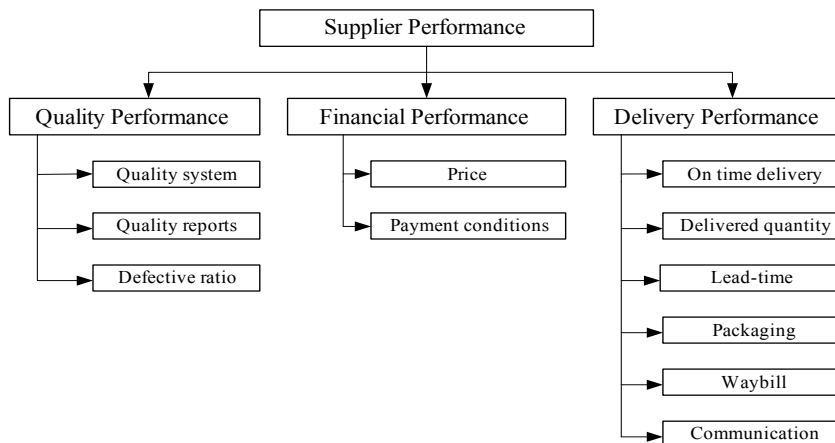 Supplier Performance
Quality Performance
Financial Performance
Delivery Performance
Quality system
Quality reports
Defective ratio
Price
Payment conditions
On time delivery
Delivered quantity
Lead-time
Packaging
Waybill
Communication